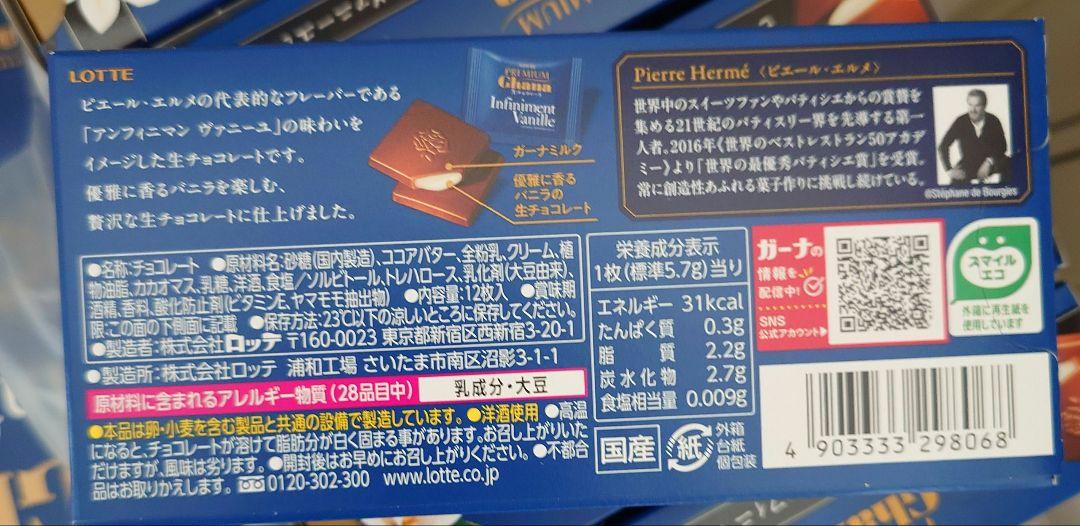 LOTTE
ピエール・エルメの代表的なフレーバーである
「アンフィニマン ヴァニーユ」の味わいを
イメージした生チョコレートです。
優雅に香るバニラを楽しむ、
贅沢な生チョコレートに仕上げました。
PREMIUM
Ghana
Infiniment
Vanille
ガーナミルク
優雅に香る
バニラの
生チョコレート
Pierre Hermé 〈ピエール・エルメ〉
世界中のスイーツファンやパティシエからの賞賛を
集める21世紀のパティスリー界を先導する第一
人者。2016年《世界のベストレストラン50アカデ
ミー》より「世界の最優秀パティシエ賞」を受賞。
常に創造性あふれる菓子作りに挑戦し続けている。
©Stéphane de Bourgies
●名称:チョコレート ●原材料名:砂糖(国内製造)、ココアバター、全粉乳、クリーム、植
物油脂、カカオマス、乳糖、洋酒、食塩/ソルビトール、トレハロース、乳化剤(大豆由来)、
酒精、香料、酸化防止剤(ビタミンE、ヤマモモ抽出物) ●内容量:12枚入 ●賞味期
限:この面の下側面に記載 ●保存方法:23℃以下の涼しいところに保存してください。
●製造者:株式会社ロッテ 〒160-0023 東京都新宿区西新宿3-20-1
●製造所:株式会社ロッテ 浦和工場 さいたま市南区沼影3-1-1
原材料に含まれるアレルギー物質(28品目中) 乳成分・大豆
●本品は卵・小麦を含む製品と共通の設備で製造しています。●洋酒使用 ●高温
になると、チョコレートが溶けて脂肪分が白く固まる事があります。お召し上がりいた
だけますが、風味は劣ります。●開封後はお早めにお召し上がりください。●不都合
品はお取りかえします。 0120-302-300 www.lotte.co.jp
栄養成分表示
1枚(標準5.7g)当り
エネルギー 31kcal
たんぱく質 0.3g
脂質 2.2g
炭水化物 2.7g
食塩相当量 0.009g
国産
紙
外箱
台紙
個包装
ガーナの
情報を
配信中!
SNS
公式アカウント
スマイル
エコ
外箱に再生紙を
使用しています
4 903333 298068